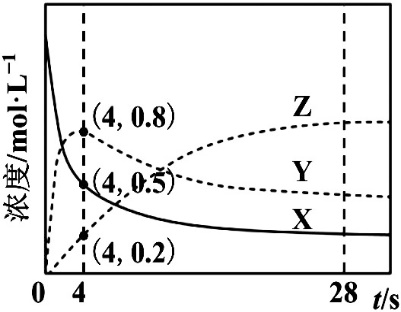 浓度/mol·L⁻¹
(4, 0.8)
Z
(4, 0.5)
Y
X
(4, 0.2)
0 4 28 t/s